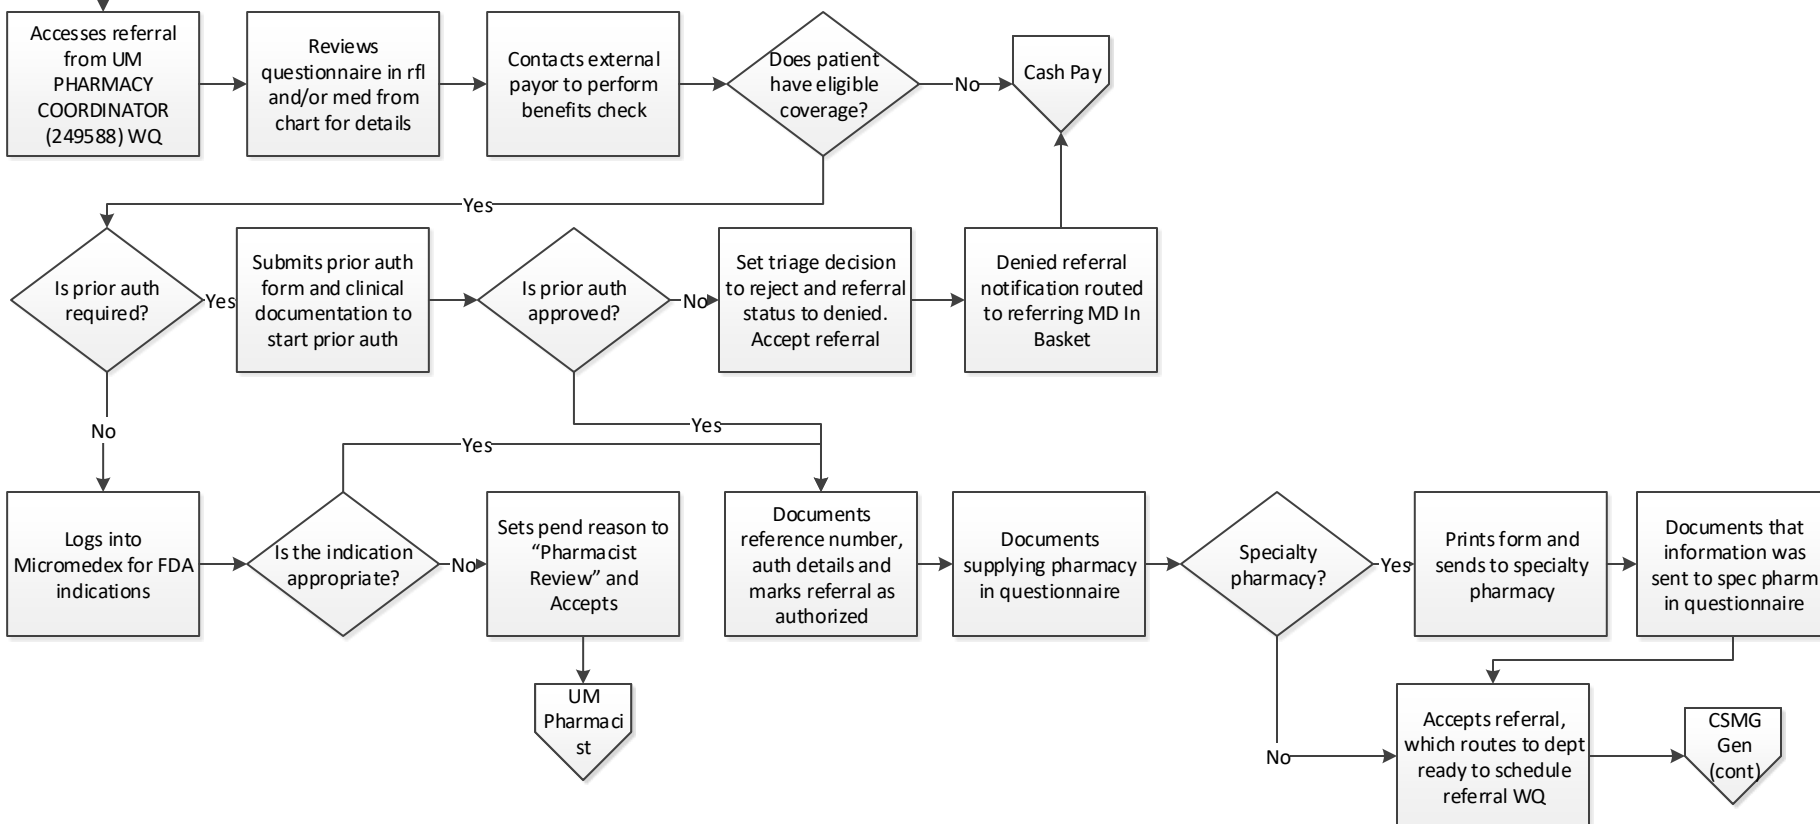 Accesses referral
from UM
PHARMACY
COORDINATOR
(249588) WQ
Reviews
questionnaire in rfl
and/or med from
chart for details
Contacts external
payor to perform
benefits check
Does patient
have eligible
coverage?
No
Cash Pay
Yes
Is prior auth
required?
Yes
Submits prior auth
form and clinical
documentation to
start prior auth
Is prior auth
approved?
No
Set triage decision
to reject and referral
status to denied.
Accept referral
Denied referral
notification routed
to referring MD In
Basket
No
Yes
Yes
Logs into
Micromedex for FDA
indications
Is the indication
appropriate?
No
Sets pend reason to
“Pharmacist
Review” and
Accepts
Documents
reference number,
auth details and
marks referral as
authorized
Documents
supplying pharmacy
in questionnaire
Specialty
pharmacy?
Yes
Prints form and
sends to specialty
pharmacy
Documents that
information was
sent to spec pharm
in questionnaire
UM
Pharmaci
st
No
Accepts referral,
which routes to dept
ready to schedule
referral WQ
CSMG
Gen
(cont)